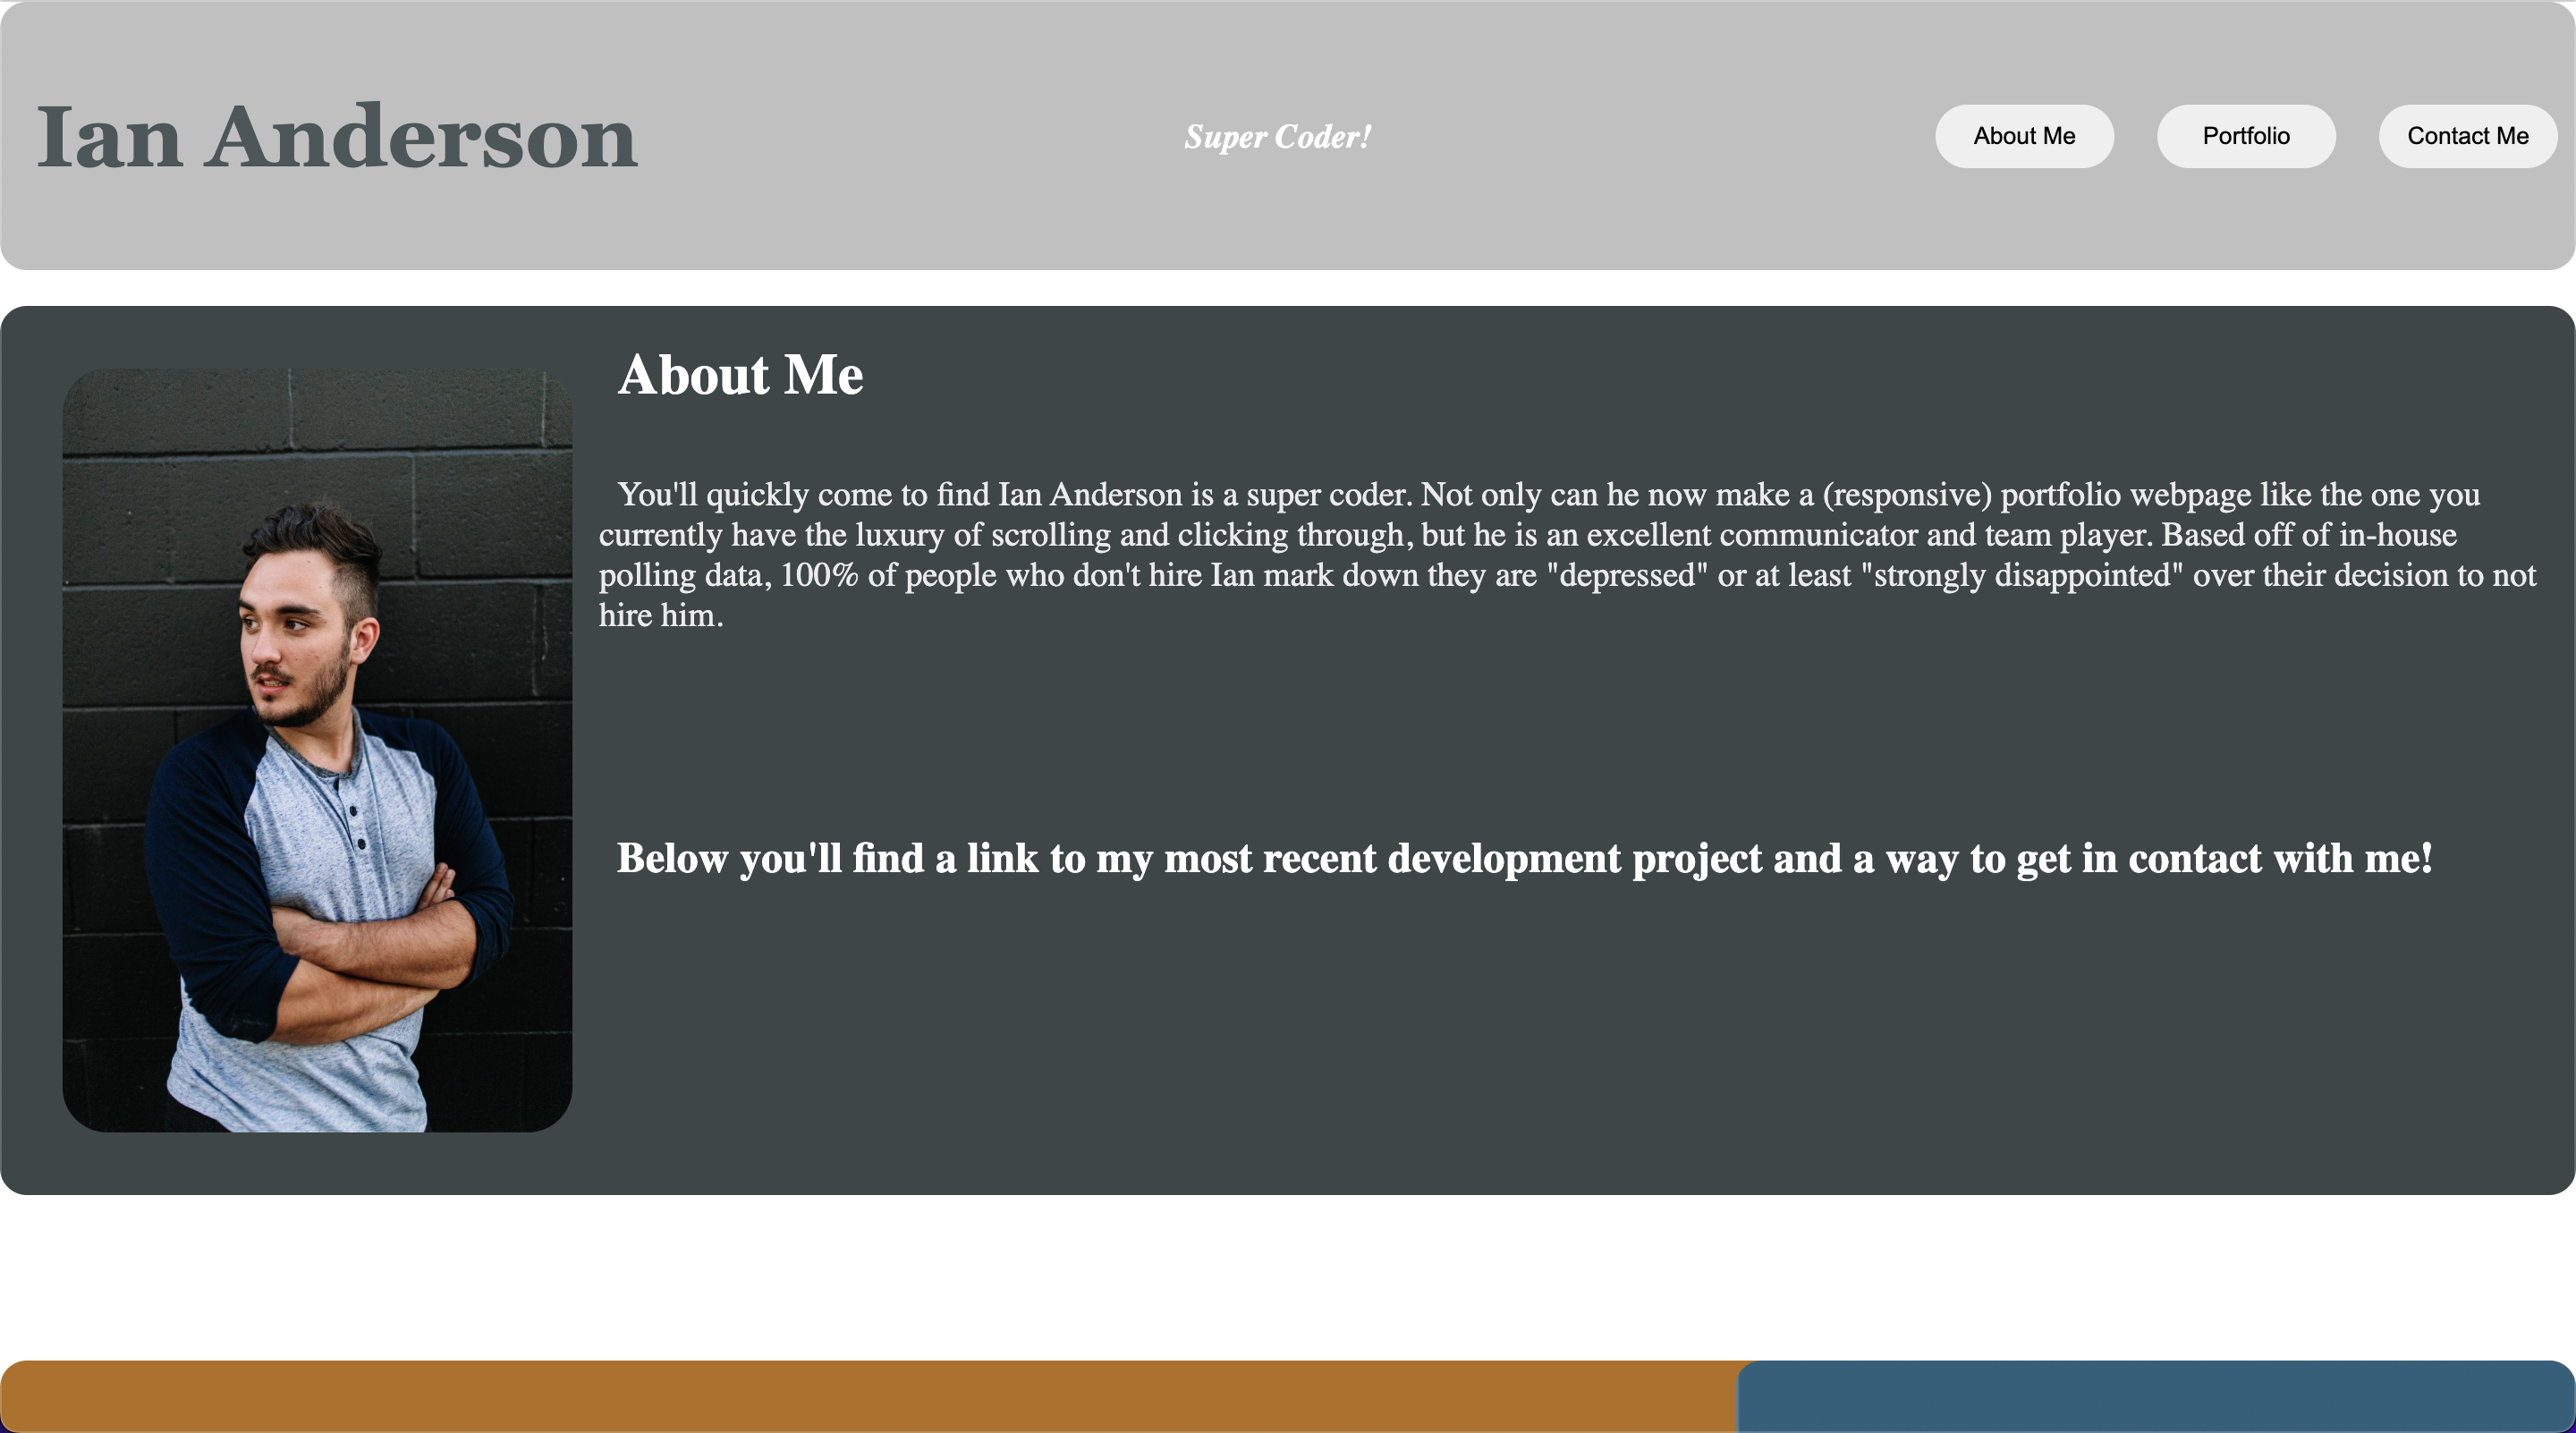 Ian Anderson
Super Coder!
About Me
Portfolio
Contact Me
About Me
You'll quickly come to find Ian Anderson is a super coder. Not only can he now make a (responsive) portfolio webpage like the one you
currently have the luxury of scrolling and clicking through, but he is an excellent communicator and team player. Based off of in-house
polling data, 100% of people who don't hire Ian mark down they are "depressed" or at least "strongly disappointed" over their decision to not
hire him.
Below you'll find a link to my most recent development project and a way to get in contact with me!